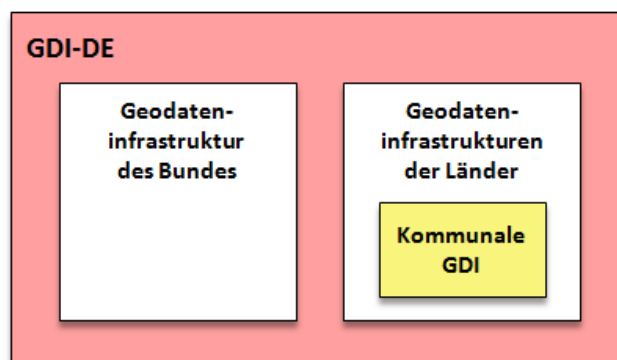 GDI-DE
Geodaten-
infrastruktur
des Bundes
Geodaten-
infrastrukturen
der Länder
Kommunale
GDI